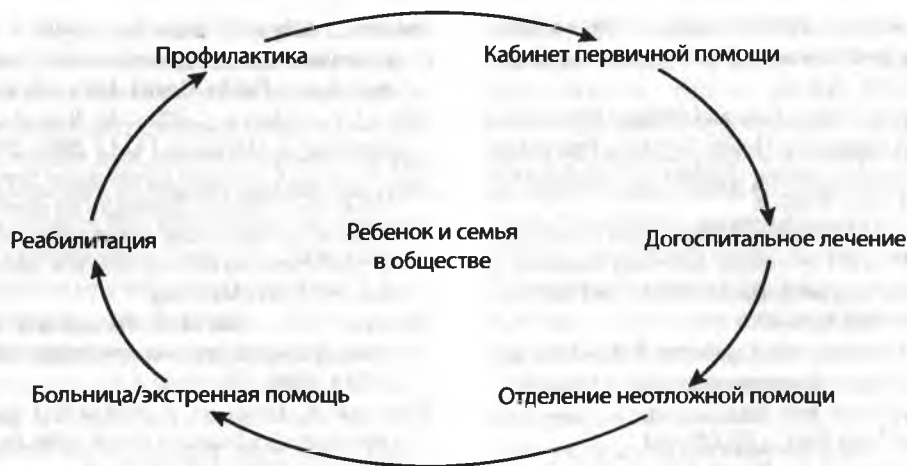 Профилактика
Кабинет первичной помощи
Реабилитация
Ребенок и семья
в обществе
Догоспитальное лечение
Больница/экстренная помощь
Отделение неотложной помощи